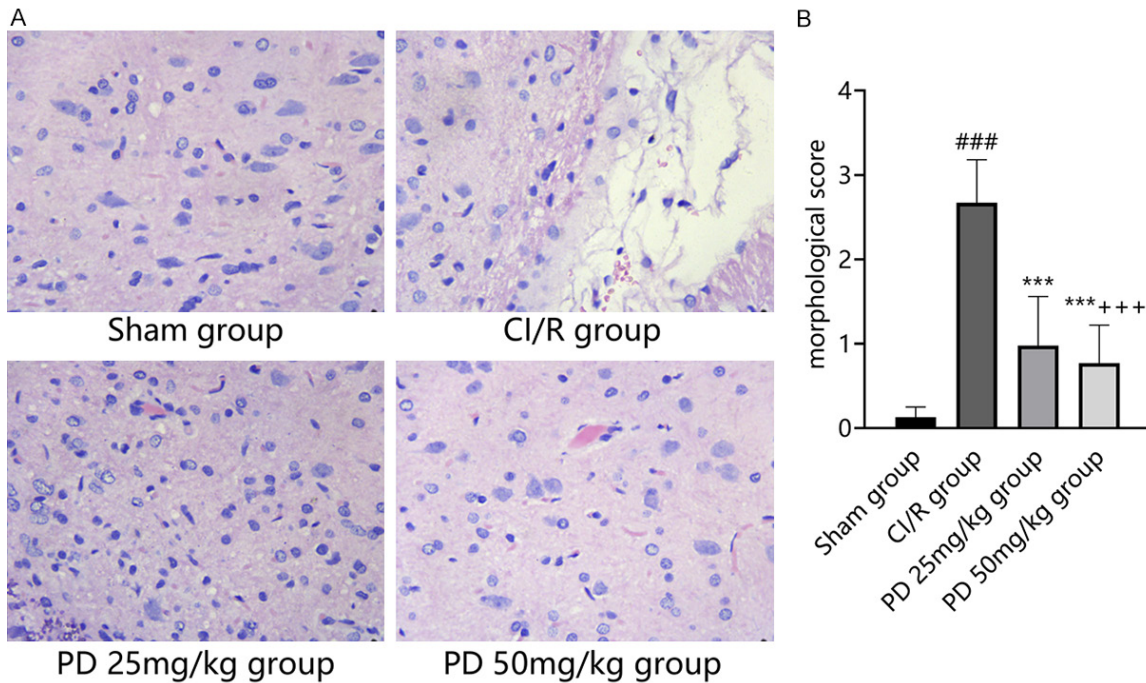 A
Sham group
CI/R group
PD 25mg/kg group
PD 50mg/kg group
B
morphological score
4
3
2
1
0
###
***
***+++
Sham group
CI/R group
PD 25mg/kg group
PD 50mg/kg group